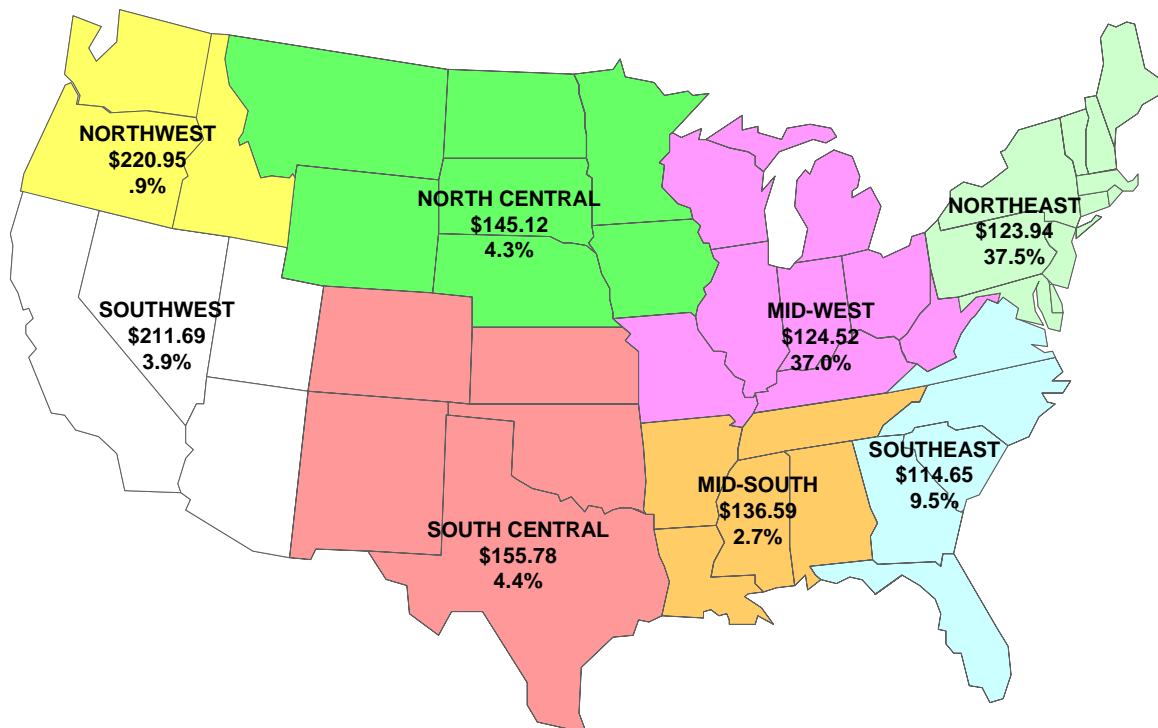 NORTHWEST
$220.95
.9%
NORTH CENTRAL
$145.12
4.3%
NORTHEAST
$123.94
37.5%
SOUTHWEST
$211.69
3.9%
MID-WEST
$124.52
37.0%
SOUTHEAST
$114.65
9.5%
MID-SOUTH
$136.59
2.7%
SOUTH CENTRAL
$155.78
4.4%